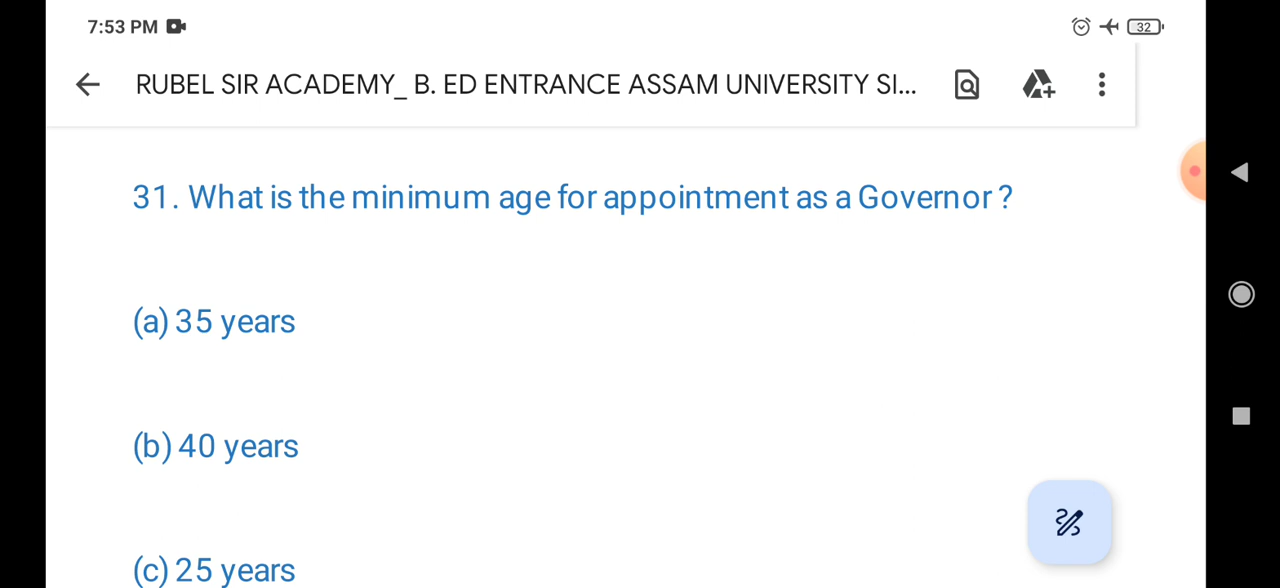 7:53 PM
32
RUBEL SIR ACADEMY_ B. ED ENTRANCE ASSAM UNIVERSITY SI...
31. What is the minimum age for appointment as a Governor ?
(a) 35 years
(b) 40 years
(c) 25 years